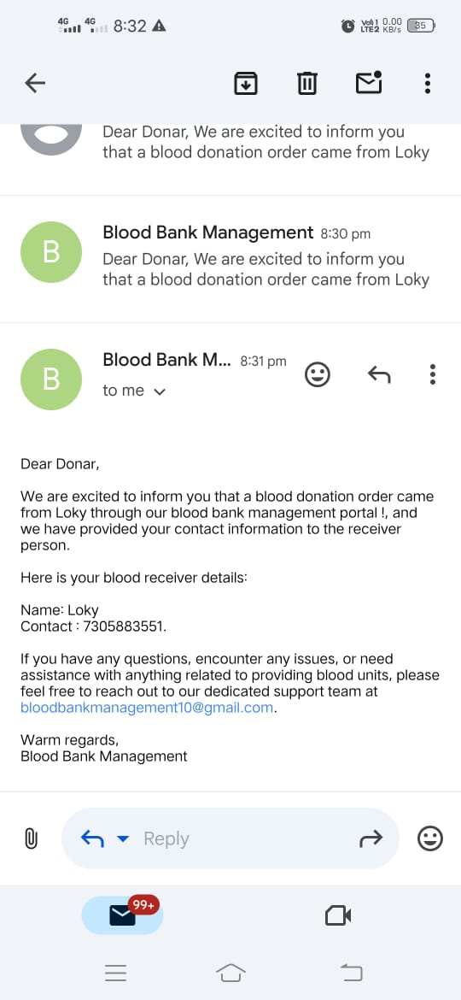 4G 4G 8:32 Vo) 1 0.00
LTE2 KB/s 35
Dear Donar, We are excited to inform you
that a blood donation order came from Loky
B
Blood Bank Management 8:30 pm
Dear Donar, We are excited to inform you
that a blood donation order came from Loky
B
Blood Bank M... 8:31 pm
to me
Dear Donar,
We are excited to inform you that a blood donation order came
from Loky through our blood bank management portal !, and
we have provided your contact information to the receiver
person.
Here is your blood receiver details:
Name: Loky
Contact : 7305883551.
If you have any questions, encounter any issues, or need
assistance with anything related to providing blood units, please
feel free to reach out to our dedicated support team at
bloodbankmanagement10@gmail.com.
Warm regards,
Blood Bank Management
Reply
99+